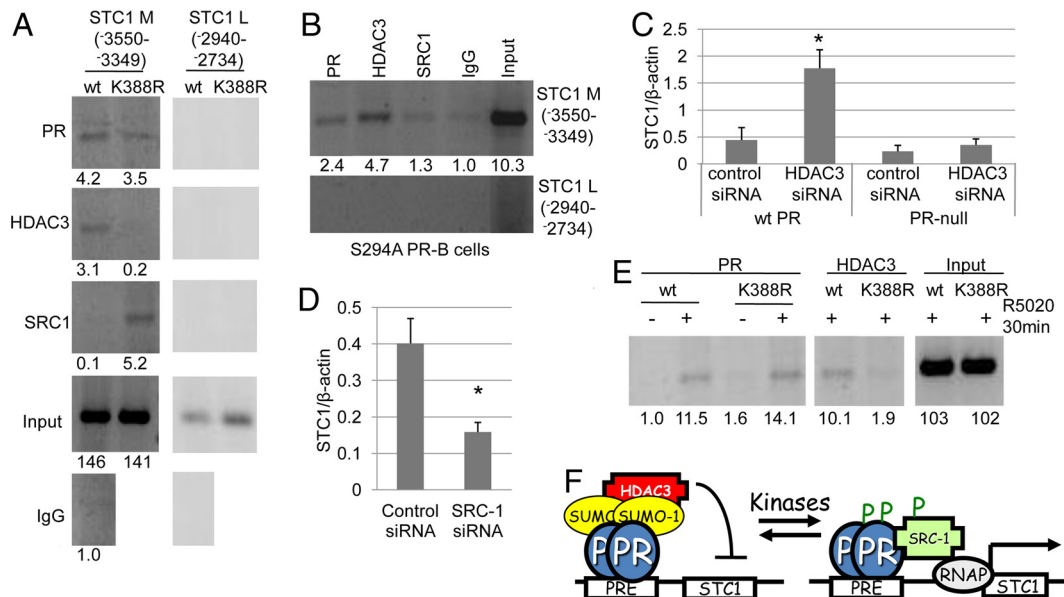 A
STC1 M
(-3550-
-3349)
STC1 L
(-2940-
-2734)
wt K388R
wt K388R
PR
4.2 3.5
HDAC3
3.1 0.2
SRC1
0.1 5.2
Input
146 141
IgG
1.0
B
PR HDAC3 SRC1 IgG Input
STC1 M
(-3550-
-3349)
2.4 4.7 1.3 1.0 10.3
STC1 L
(-2940-
-2734)
S294A PR-B cells
C
STC1/β-actin
2.5
2
1.5
1
0.5
0
*
control siRNA
HDAC3 siRNA
control siRNA
HDAC3 siRNA
wt PR
PR-null
D
STC1/β-actin
0.5
0.4
0.3
0.2
0.1
0
*
Control siRNA
SRC-1 siRNA
E
PR HDAC3 Input
wt K388R wt K388R wt K388R
- + - + + + + + R5020
30min
1.0 11.5 1.6 14.1 10.1 1.9 103 102
F
HDAC3
SUMO SUMO-1
P PR
PRE STC1
Kinases
P P P
P PR SRC-1
RNAP
PRE STC1